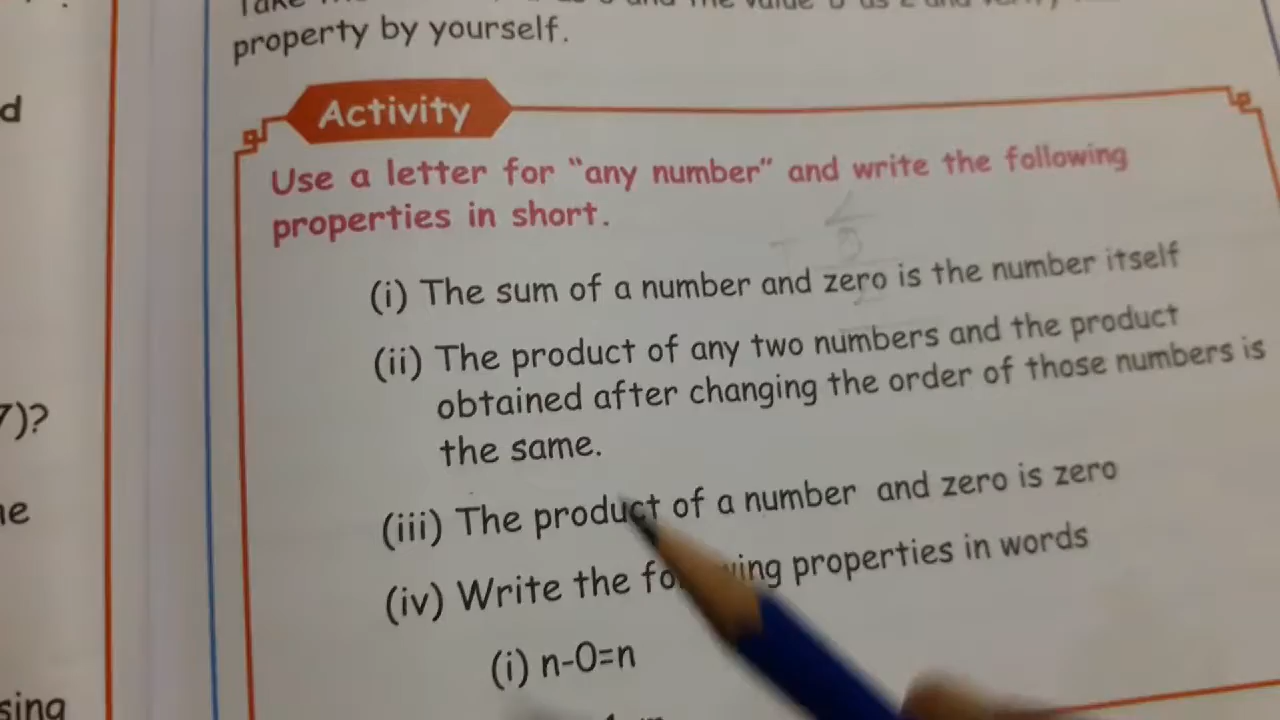 property by yourself.
d
Activity
Use a letter for "any number" and write the following
properties in short.
(i) The sum of a number and zero is the number itself
(ii) The product of any two numbers and the product
obtained after changing the order of those numbers is
the same.
7)?
(iii) The product of a number and zero is zero
(iv) Write the properties in words
(i) n-0=n
sing